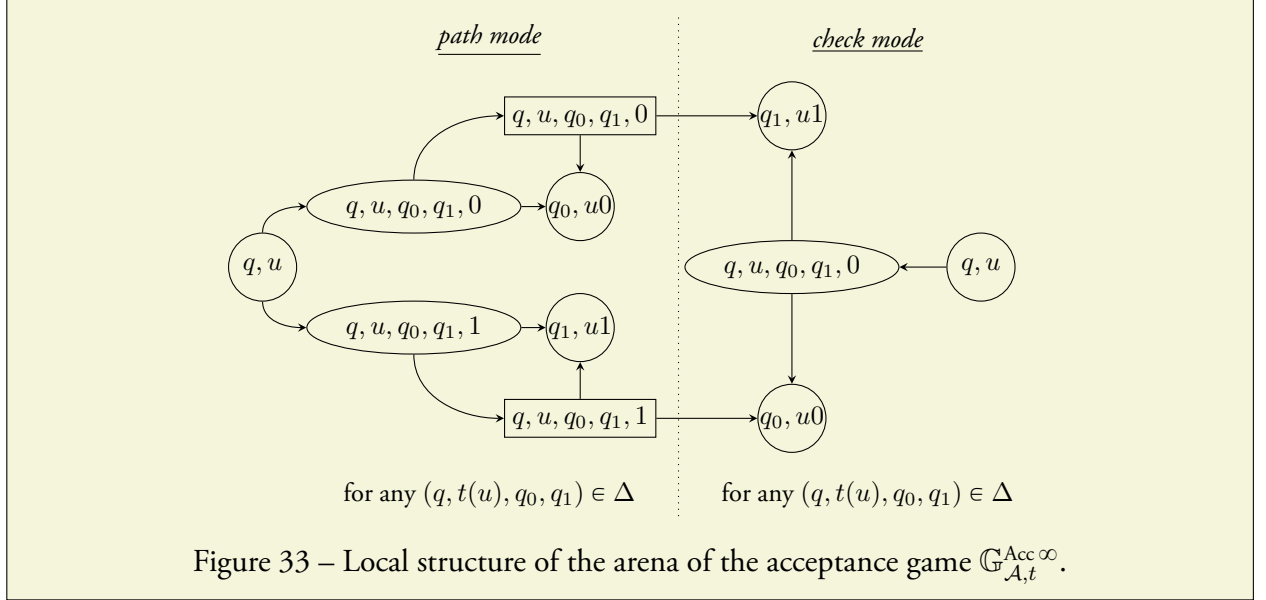 path mode
check mode
q, u, q₀, q₁, 0
q₁, u1
q, u, q₀, q₁, 0
q₀, u0
q, u
q, u, q₀, q₁, 0
q, u
q, u, q₀, q₁, 1
q₁, u1
q, u, q₀, q₁, 1
q₀, u0
for any (q, t(u), q₀, q₁) ∈ Δ
for any (q, t(u), q₀, q₁) ∈ Δ
Figure 33 – Local structure of the arena of the acceptance game 𝔾^{Acc ∞}_{𝒜,t}.